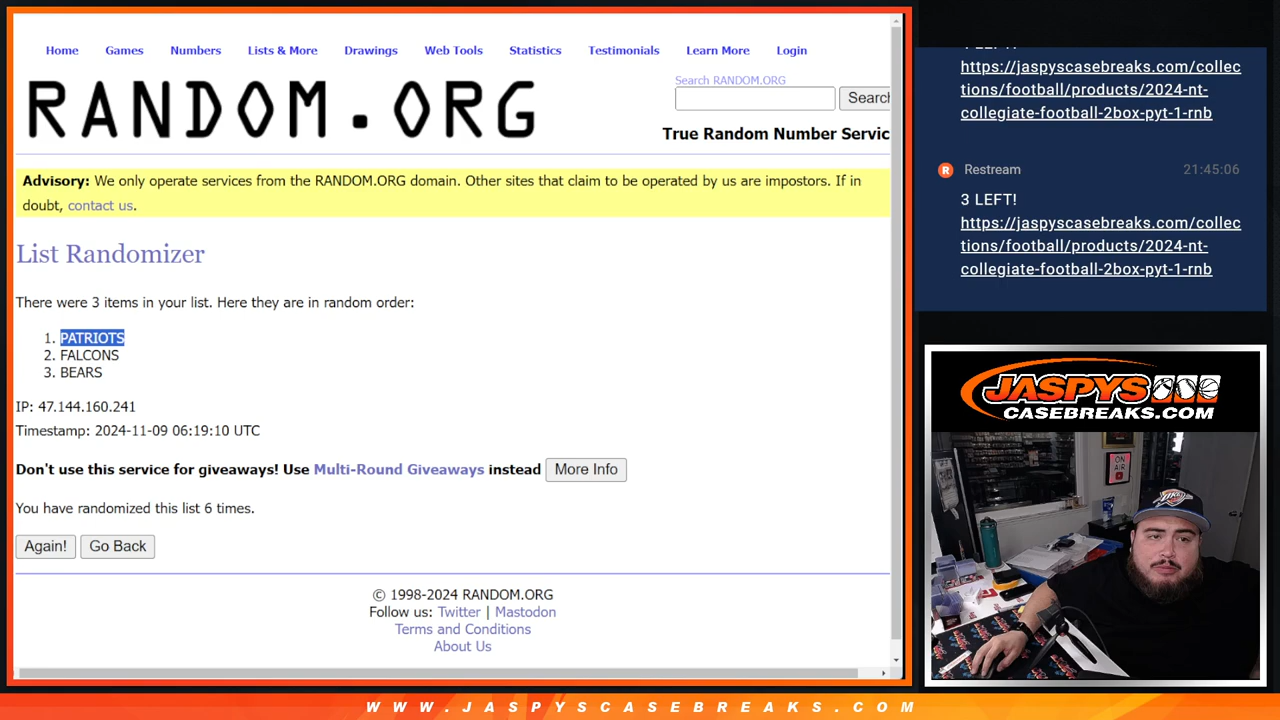 Home Games Numbers Lists & More Drawings Web Tools Statistics Testimonials Learn More Login
RANDOM.ORG
Search RANDOM.ORG
Search
True Random Number Servic
Advisory: We only operate services from the RANDOM.ORG domain. Other sites that claim to be operated by us are impostors. If in
doubt, contact us.
List Randomizer
There were 3 items in your list. Here they are in random order:
1. PATRIOTS
2. FALCONS
3. BEARS
IP: 47.144.160.241
Timestamp: 2024-11-09 06:19:10 UTC
Don't use this service for giveaways! Use Multi-Round Giveaways instead More Info
You have randomized this list 6 times.
Again! Go Back
© 1998-2024 RANDOM.ORG
Follow us: Twitter | Mastodon
Terms and Conditions
About Us
https://jaspyscasebreaks.com/collec
tions/football/products/2024-nt-
collegiate-football-2box-pyt-1-rnb
Restream 21:45:06
3 LEFT!
https://jaspyscasebreaks.com/collec
tions/football/products/2024-nt-
collegiate-football-2box-pyt-1-rnb
JASPYS
CASEBREAKS.COM
ON
AIR
WWW.JASPYSCASEBREAKS.COM